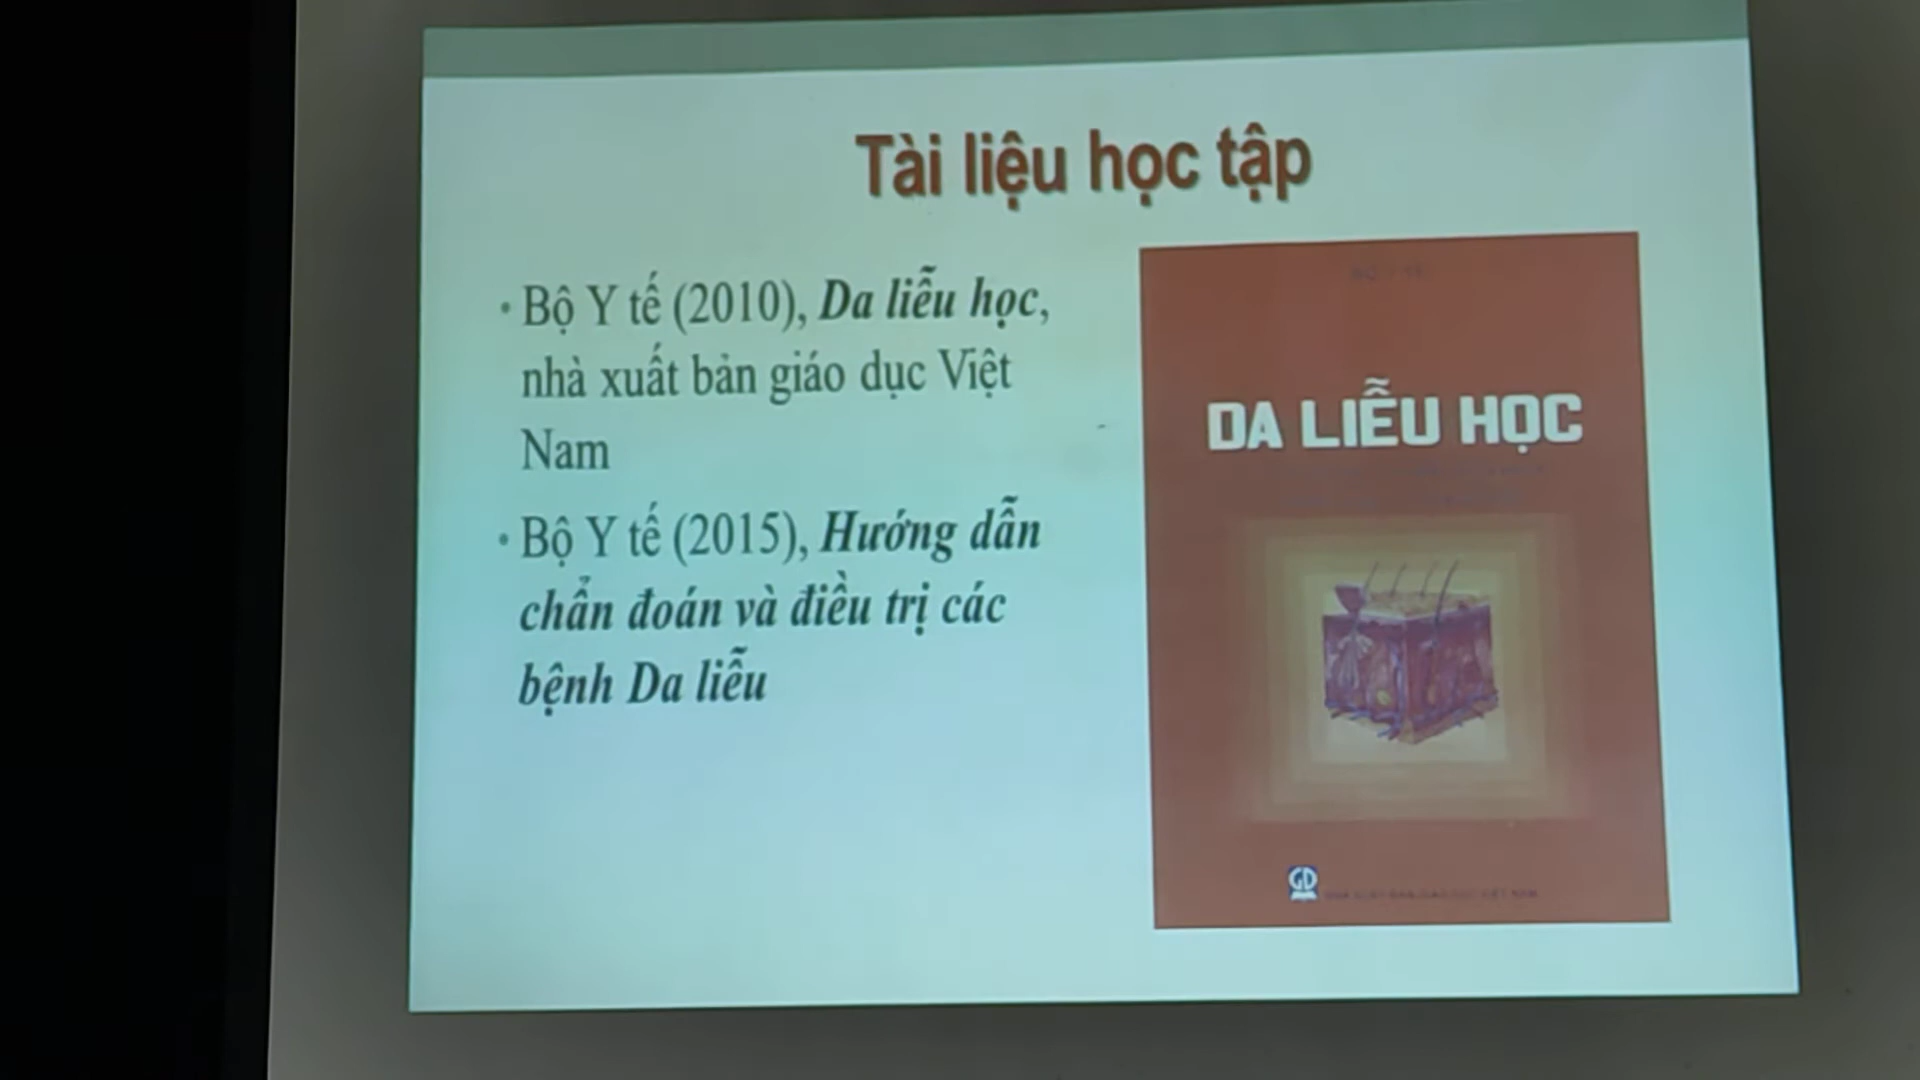 Tài liệu học tập
• Bộ Y tế (2010), Da liễu học,
nhà xuất bản giáo dục Việt
Nam
• Bộ Y tế (2015), Hướng dẫn
chẩn đoán và điều trị các
bệnh Da liễu
DA LIỄU HỌC
GD